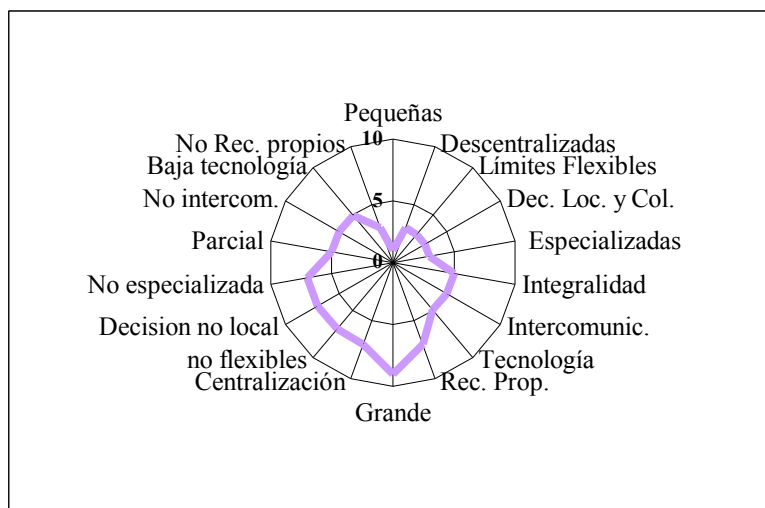 Pequeñas
10
No Rec. propios
Descentralizadas
Baja tecnología
Límites Flexibles
No intercom.
5
Dec. Loc. y Col.
Parcial
Especializadas
0
No especializada
Integralidad
Decision no local
Intercomunic.
no flexibles
Tecnología
Centralización
Rec. Prop.
Grande